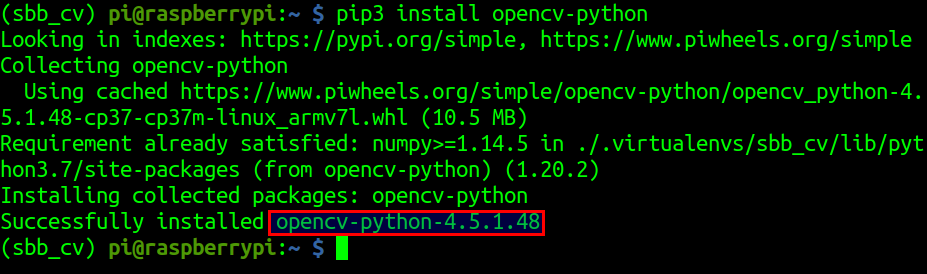 (sbb_cv) pi@raspberrypi:~ $ pip3 install opencv-python
Looking in indexes: https://pypi.org/simple, https://www.piwheels.org/simple
Collecting opencv-python
  Using cached https://www.piwheels.org/simple/opencv-python/opencv_python-4.
5.1.48-cp37-cp37m-linux_armv7l.whl (10.5 MB)
Requirement already satisfied: numpy>=1.14.5 in ./.virtualenvs/sbb_cv/lib/pyt
hon3.7/site-packages (from opencv-python) (1.20.2)
Installing collected packages: opencv-python
Successfully installed opencv-python-4.5.1.48
(sbb_cv) pi@raspberrypi:~ $